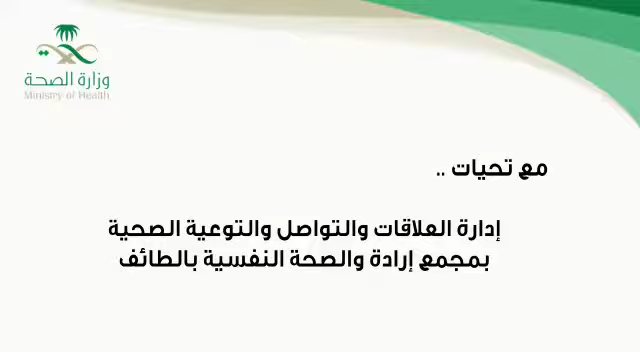 وزارة الصحة
Ministry of Health
مع تحيات ..
إدارة العلاقات والتواصل والتوعية الصحية
بمجمع إرادة والصحة النفسية بالطائف